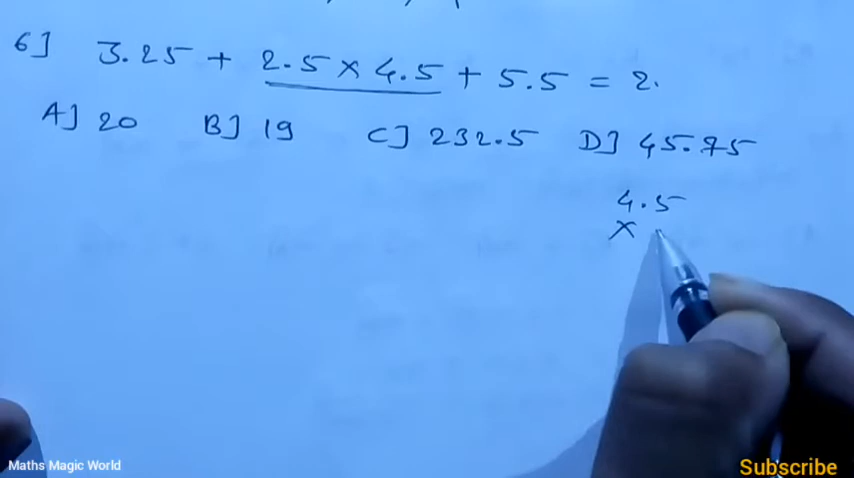 6] 3.25 + 2.5 × 4.5 + 5.5 = 2.
A] 20 B] 19 C] 232.5 D] 45.75
4.5
×
Maths Magic World
Subscribe